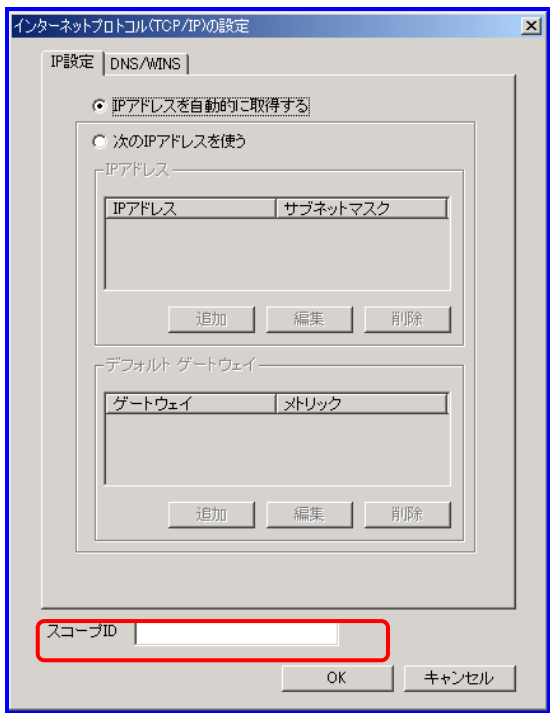 インターネットプロトコル(TCP/IP)の設定
IP設定 DNS/WINS
IPアドレスを自動的に取得する
次のIPアドレスを使う
IPアドレス
IPアドレス サブネットマスク
追加 編集 削除
デフォルト ゲートウェイ
ゲートウェイ メトリック
追加 編集 削除
スコープID
OK キャンセル